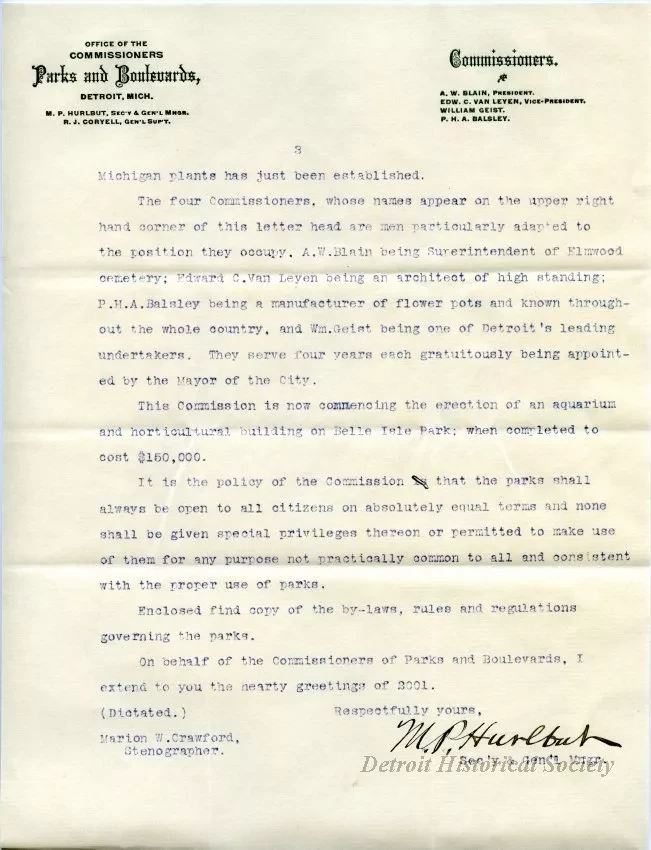 OFFICE OF THE
COMMISSIONERS
Parks and Boulevards,
DETROIT, MICH.
M. P. HURLBUT, SEC'Y & GEN'L MNGR.
R. J. CORYELL, GEN'L SUP'T.
Commissioners.
A. W. BLAIN, PRESIDENT.
EDW. C. VAN LEYEN, VICE-PRESIDENT,
WILLIAM GEIST.
P. H. A. BALSLEY.
3
Michigan plants has just been established.
The four Commissioners, whose names appear on the upper right
hand corner of this letter head are men particularly adapted to
the position they occupy, A.W.Blain being Superintendent of Elmwood
cemetery; Edward C.Van Leyen being an architect of high standing;
P.H.A.Balsley being a manufacturer of flower pots and known through-
out the whole country, and Wm.Geist being one of Detroit's leading
undertakers. They serve four years each gratuitously being appoint-
ed by the Mayor of the City.
This Commission is now commencing the erection of an aquarium
and horticultural building on Belle Isle Park; when completed to
cost $150,000.
It is the policy of the Commission that the parks shall
always be open to all citizens on absolutely equal terms and none
shall be given special privileges thereon or permitted to make use
of them for any purpose not practically common to all and consistent
with the proper use of parks.
Enclosed find copy of the by-laws, rules and regulations
governing the parks.
On behalf of the Commissioners of Parks and Boulevards, I
extend to you the hearty greetings of 2001.
(Dictated.) Respectfully yours,
Marion W.Crawford,
Stenographer.
M.P. Hurlbut
Sec'y & Gen'l Mngr.
Detroit Historical Society